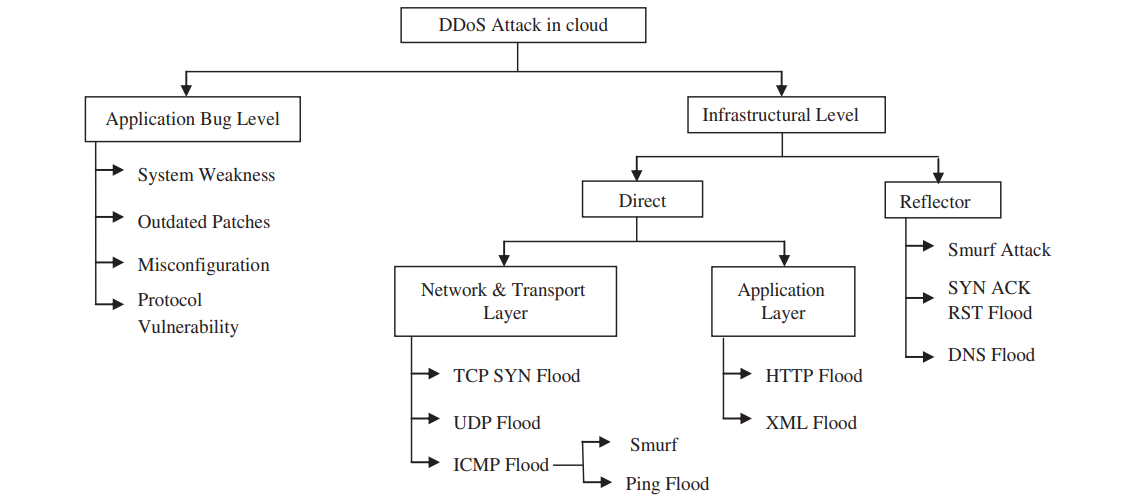 DDoS Attack in cloud
Application Bug Level
Infrastructural Level
System Weakness
Outdated Patches
Misconfiguration
Protocol
Vulnerability
Direct
Reflector
Network & Transport
Layer
Application
Layer
Smurf Attack
SYN ACK
RST Flood
DNS Flood
TCP SYN Flood
UDP Flood
ICMP Flood
Smurf
Ping Flood
HTTP Flood
XML Flood